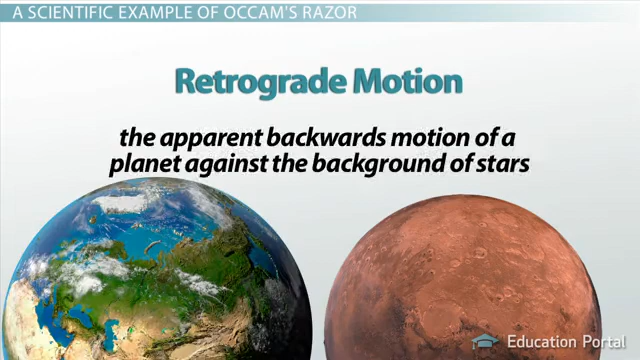 A SCIENTIFIC EXAMPLE OF OCCAM'S RAZOR
Retrograde Motion
the apparent backwards motion of a
planet against the background of stars
Education Portal